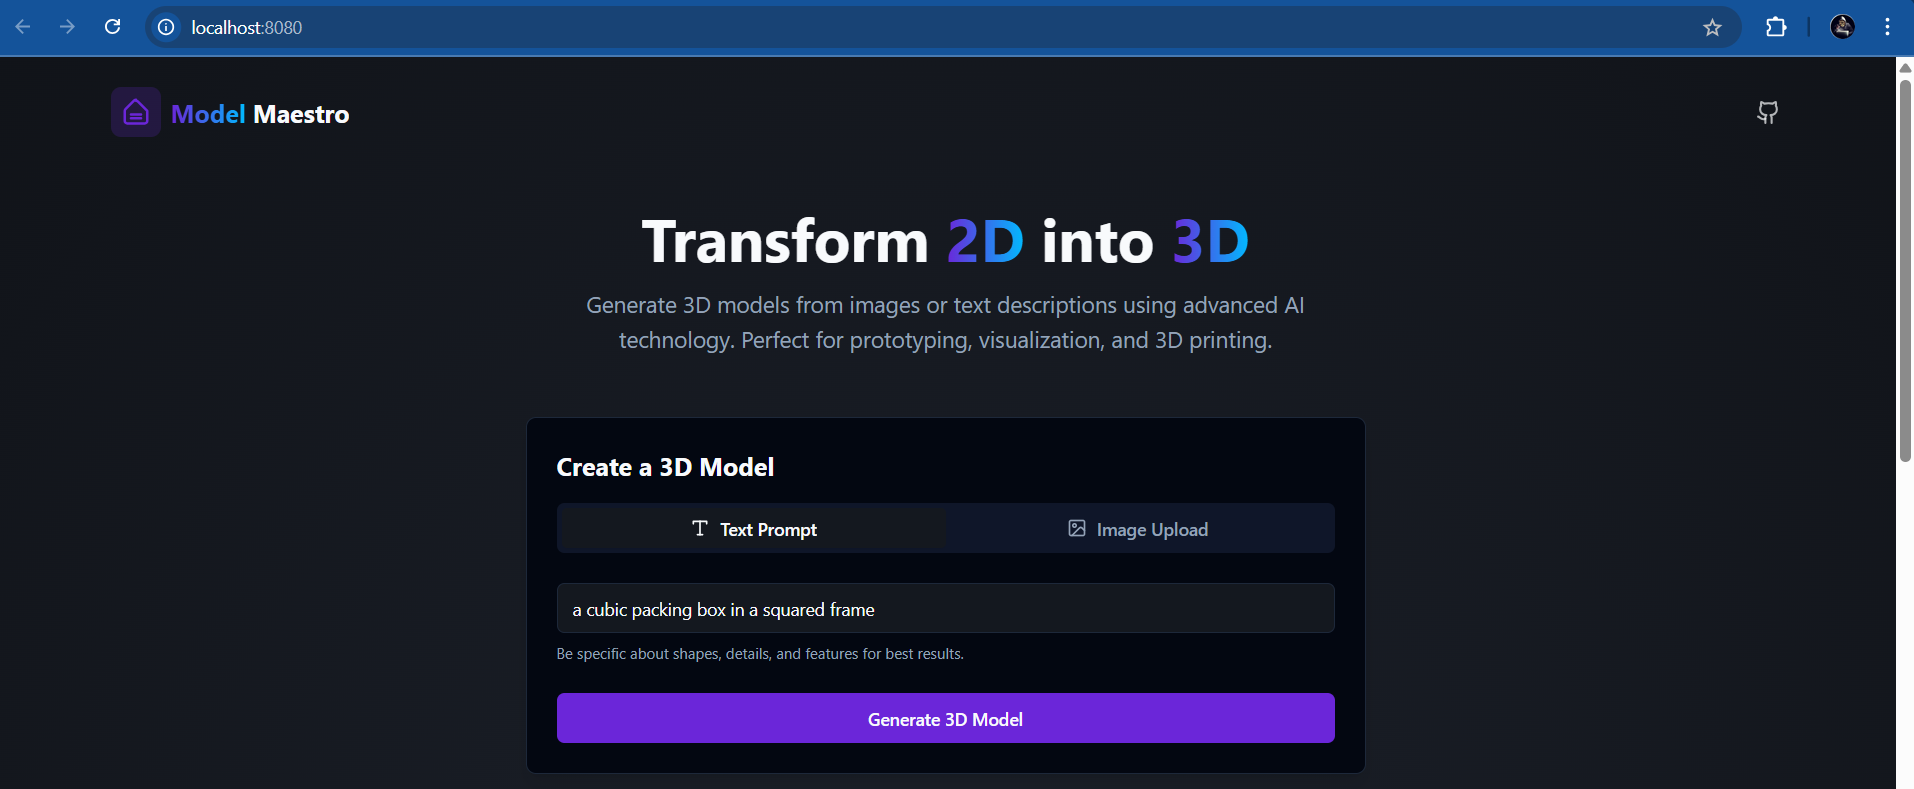 localhost:8080
Model Maestro
Transform 2D into 3D
Generate 3D models from images or text descriptions using advanced AI
technology. Perfect for prototyping, visualization, and 3D printing.
Create a 3D Model
Text Prompt
Image Upload
a cubic packing box in a squared frame
Be specific about shapes, details, and features for best results.
Generate 3D Model